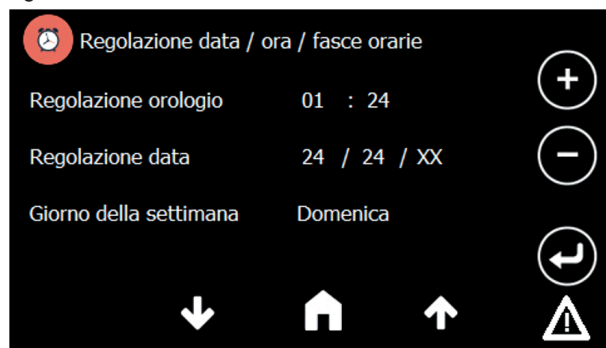 Regolazione data / ora / fasce orarie
Regolazione orologio 01 : 24
Regolazione data 24 / 24 / XX
Giorno della settimana Domenica